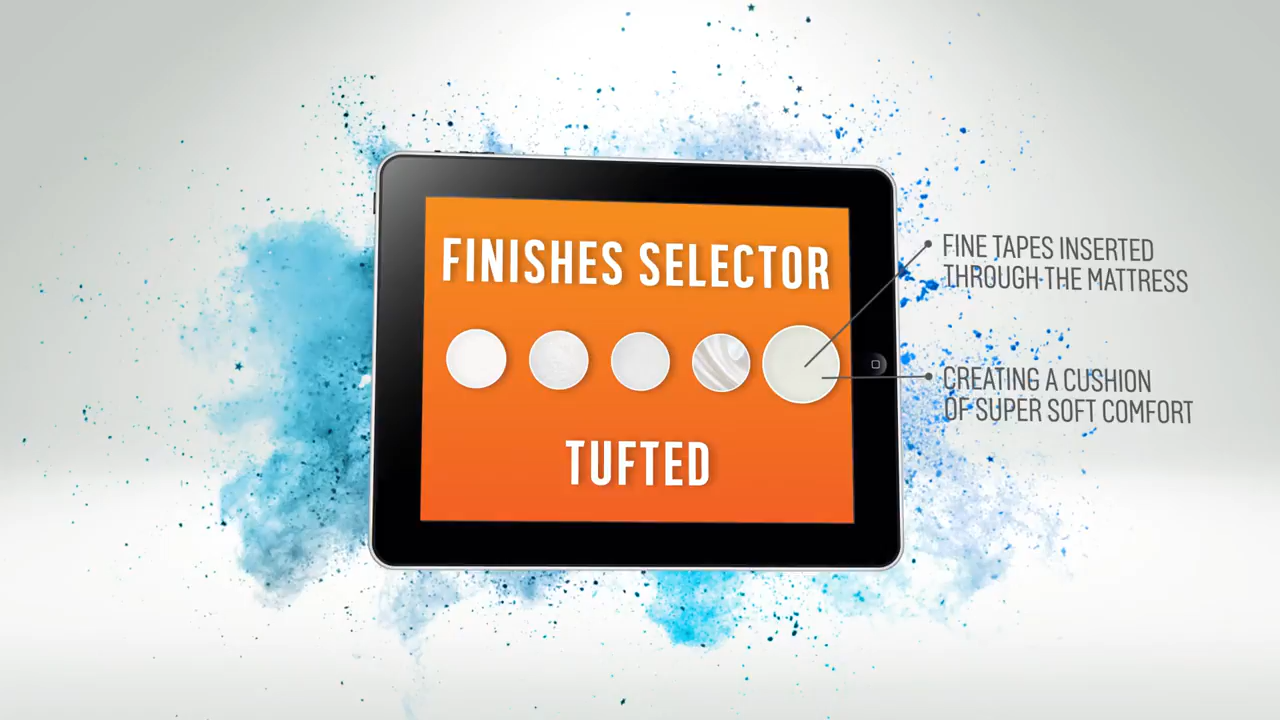 FINISHES SELECTOR
TUFTED
FINE TAPES INSERTED
THROUGH THE MATTRESS
CREATING A CUSHION
OF SUPER SOFT COMFORT